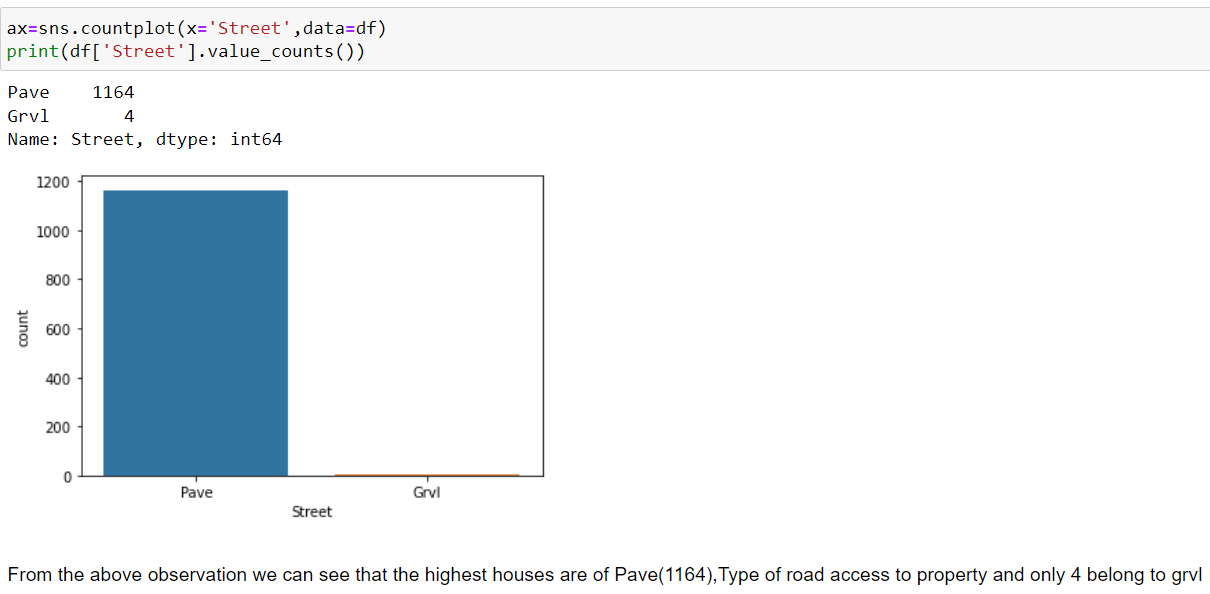 ax=sns.countplot(x='Street',data=df)
print(df['Street'].value_counts())
Pave    1164
Grvl       4
Name: Street, dtype: int64
1200
1000
800
600
400
200
0
count
Pave Grvl
Street
From the above observation we can see that the highest houses are of Pave(1164),Type of road access to property and only 4 belong to grvl